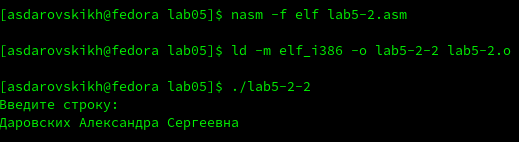 [asdarovskikh@fedora lab05]$ nasm -f elf lab5-2.asm
[asdarovskikh@fedora lab05]$ ld -m elf_i386 -o lab5-2-2 lab5-2.o
[asdarovskikh@fedora lab05]$ ./lab5-2-2
Введите строку:
Даровских Александра Сергеевна